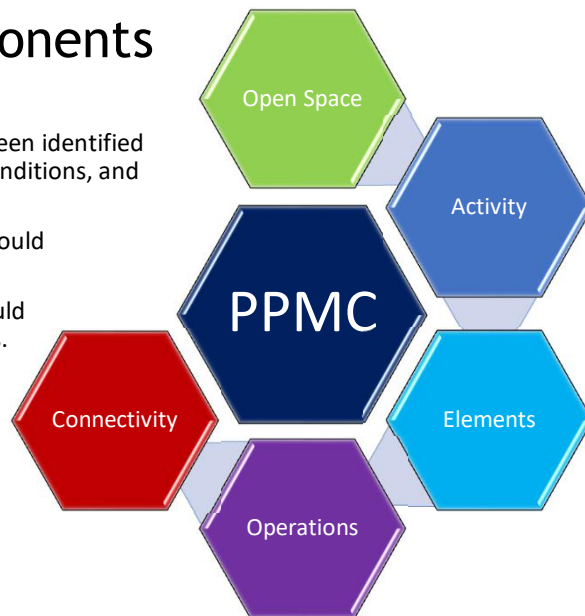 onents
een identified
nditions, and
ould
uld
.
Open Space
Activity
PPMC
Connectivity
Elements
Operations